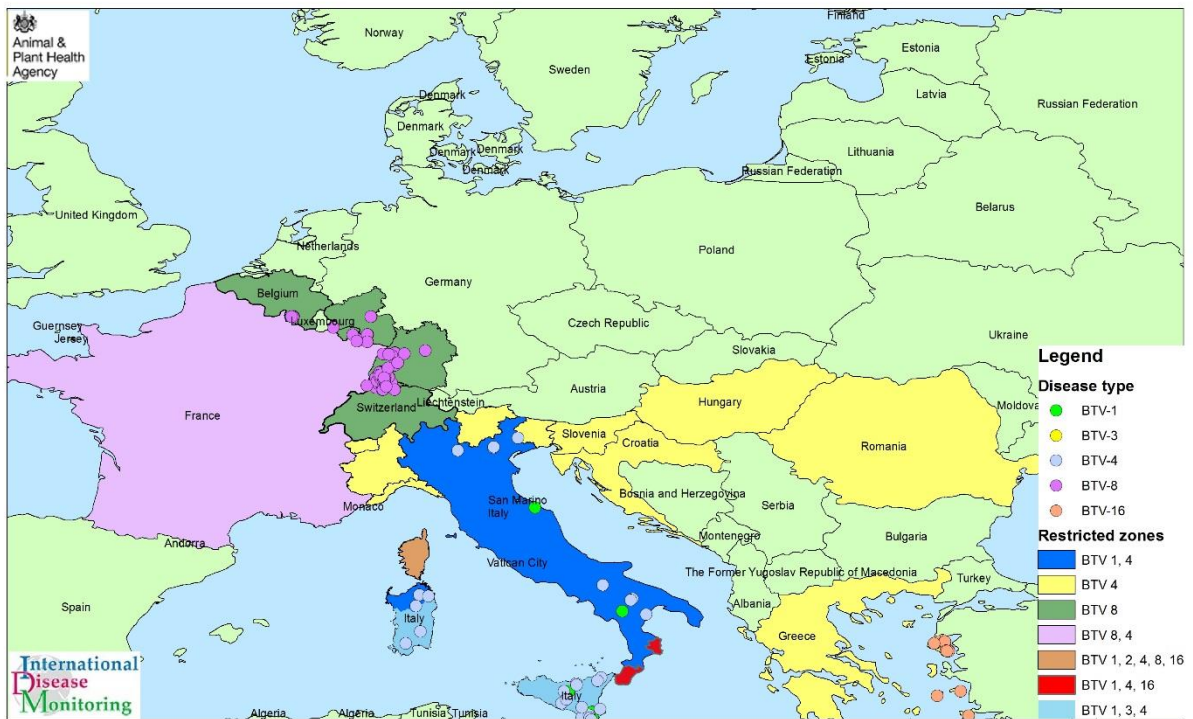 Animal &
Plant Health
Agency
Norway
Finland
Sweden
Estonia
Estonia
Latvia
Russian Federation
Denmark
Denmark
Denmark
Denmark
Denmark
Lithuania
Russian Federation
Belarus
United Kingdom
Netherlands
Poland
Germany
Belgium
Luxembourg
Guernsey
Jersey
Czech Republic
Ukraine
Slovakia
Austria
Liechtenstein
Switzerland
France
Hungary
Moldova
Slovenia
Croatia
Romania
San Marino
Italy
Monaco
Bosnia and Herzegovina
Serbia
Andorra
Montenegro
Bulgaria
Vatican City
The Former Yugoslav Republic of Macedonia
Turkey
Albania
Spain
Italy
Greece
Italy
Algeria
Algeria
Tunisia
Tunisia
International
Disease
Monitoring
Legend
Disease type
BTV-1
BTV-3
BTV-4
BTV-8
BTV-16
Restricted zones
BTV 1, 4
BTV 4
BTV 8
BTV 8, 4
BTV 1, 2, 4, 8, 16
BTV 1, 4, 16
BTV 1, 3, 4